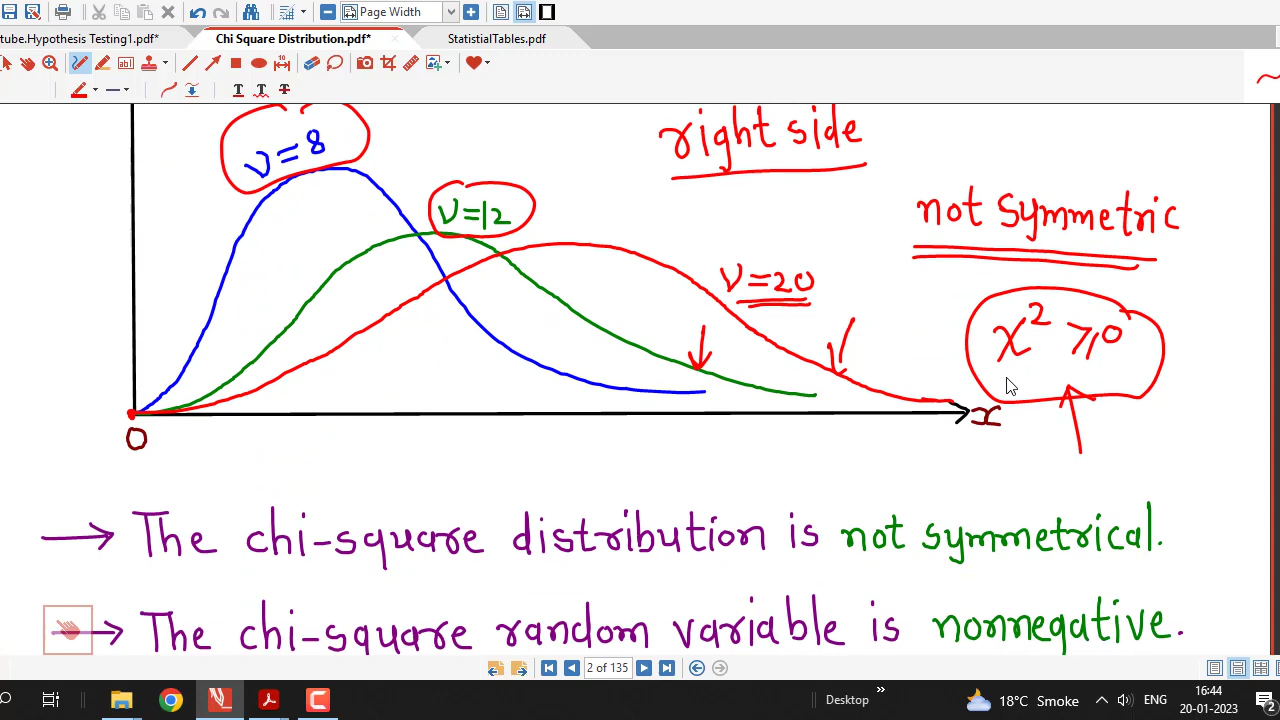 Page Width
tube.Hypothesis Testing1.pdf*
Chi Square Distribution.pdf*
StatistialTables.pdf
10
T T T
right side
ν=8
ν=12
not symmetric
ν=20
χ² ⩾0
0
x
The chi-square distribution is not symmetrical.
The chi-square random variable is nonnegative.
2 of 135
Desktop
»
18°C Smoke
ENG
16:44
20-01-2023
2